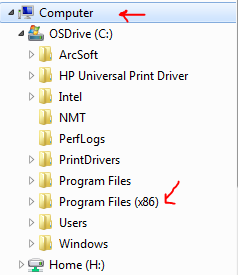 Computer
OSDrive (C:)
ArcSoft
HP Universal Print Driver
Intel
NMT
PerfLogs
PrintDrivers
Program Files
Program Files (x86)
Users
Windows
Home (H:)